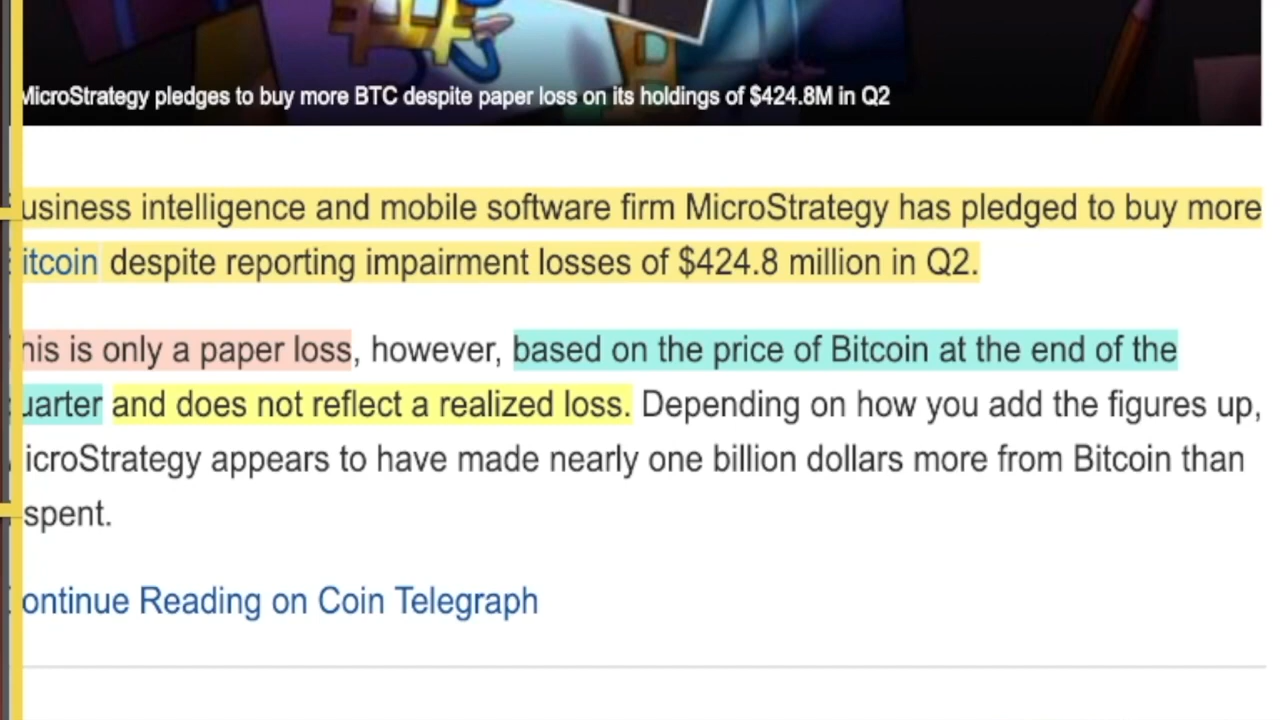 MicroStrategy pledges to buy more BTC despite paper loss on its holdings of $424.8M in Q2
usiness intelligence and mobile software firm MicroStrategy has pledged to buy more
itcoin despite reporting impairment losses of $424.8 million in Q2.
his is only a paper loss, however, based on the price of Bitcoin at the end of the
uarter and does not reflect a realized loss. Depending on how you add the figures up,
icroStrategy appears to have made nearly one billion dollars more from Bitcoin than
spent.
ontinue Reading on Coin Telegraph